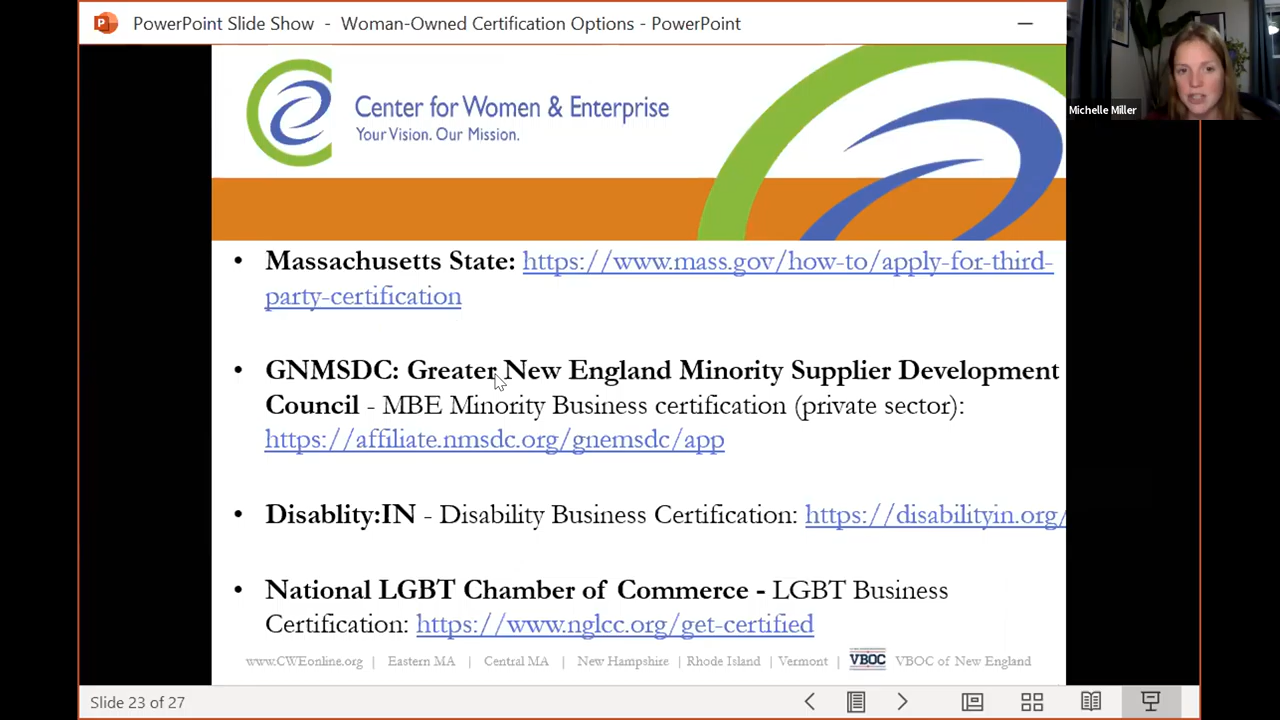 PowerPoint Slide Show - Woman-Owned Certification Options - PowerPoint
Michelle Miller
Center for Women & Enterprise
Your Vision. Our Mission.
• Massachusetts State: https://www.mass.gov/how-to/apply-for-third-
party-certification
• GNMSDC: Greater New England Minority Supplier Development
Council - MBE Minority Business certification (private sector):
https://affiliate.nmsdc.org/gnemsdc/app
• Disablity:IN - Disability Business Certification: https://disabilityin.org/
• National LGBT Chamber of Commerce - LGBT Business
Certification: https://www.nglcc.org/get-certified
www.CWEonline.org | Eastern MA | Central MA | New Hampshire | Rhode Island | Vermont | VBOC VBOC of New England
Slide 23 of 27